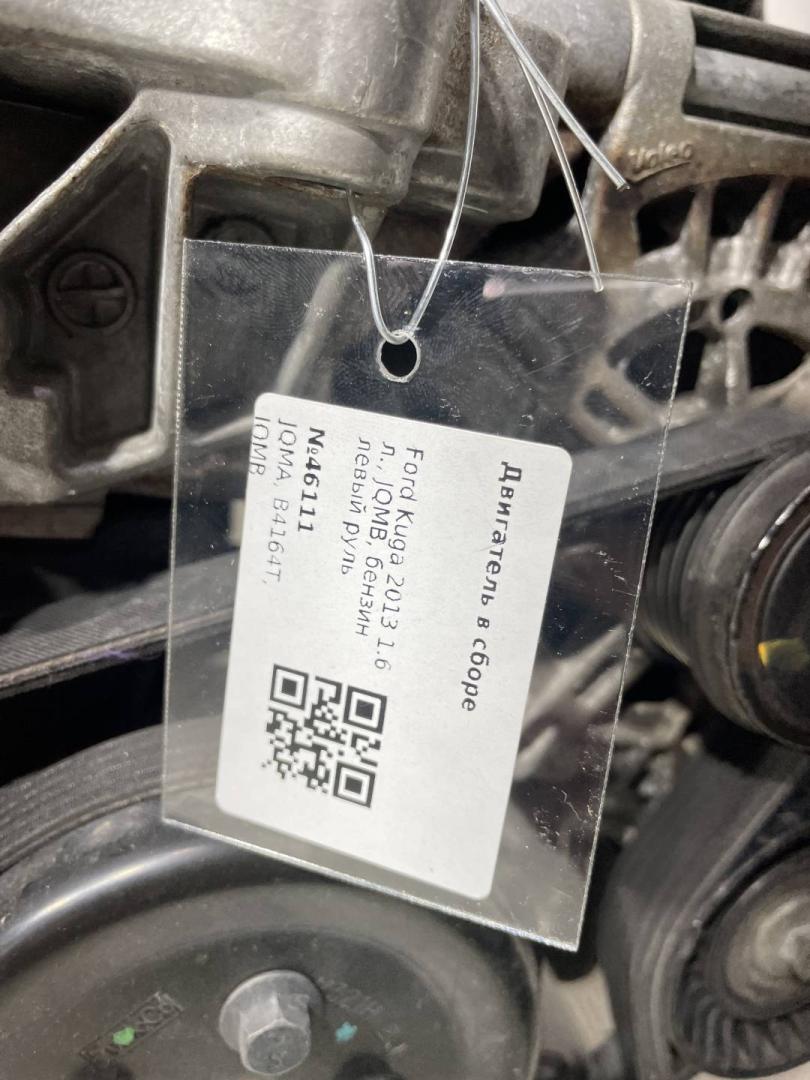 Двигатель в сборе
Ford Kuga 2013 1.6
л., JQMB, бензин
левый руль
№46111
JQMA, B4164T,
JQMB
Valeo